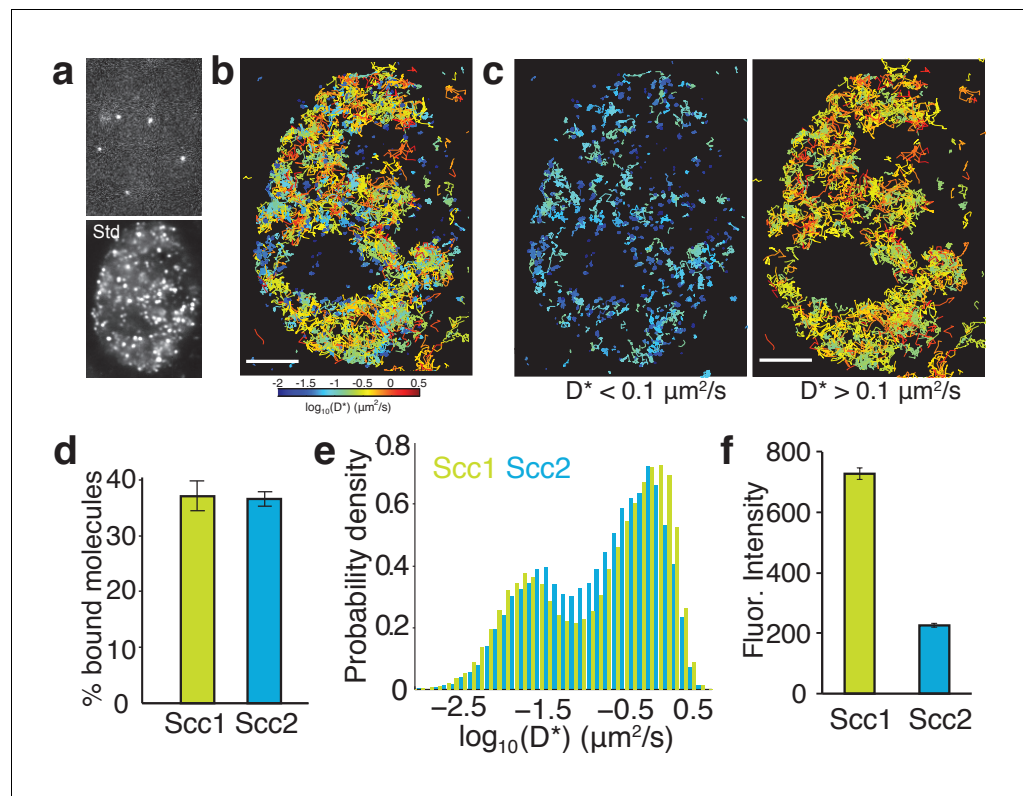 a
b
c
Std
-2 -1.5 -1 -0.5 0 0.5
log10(D*) (µm²/s)
D* < 0.1 µm²/s
D* > 0.1 µm²/s
d
% bound molecules
40
30
20
10
0
Scc1 Scc2
e
Scc1 Scc2
Probability density
0.8
0.6
0.4
0.2
0
−2.5 −1.5 −0.5 0.5
log10(D*) (µm²/s)
f
Fluor. Intensity
800
600
400
200
0
Scc1 Scc2